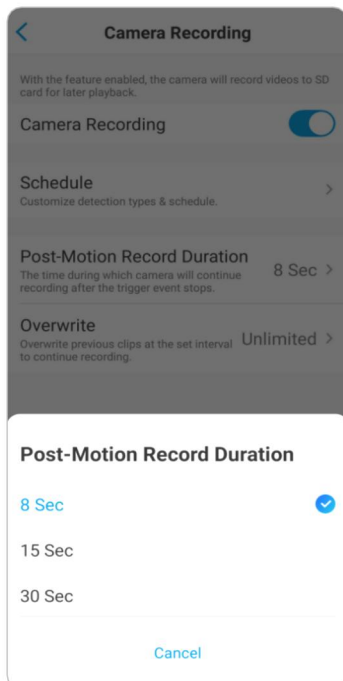 Camera Recording
With the feature enabled, the camera will record videos to SD
card for later playback.
Camera Recording
Schedule
Customize detection types & schedule.
Post-Motion Record Duration
The time during which camera will continue
recording after the trigger event stops.
8 Sec
Overwrite
Overwrite previous clips at the set interval
to continue recording.
Unlimited
Post-Motion Record Duration
8 Sec
15 Sec
30 Sec
Cancel